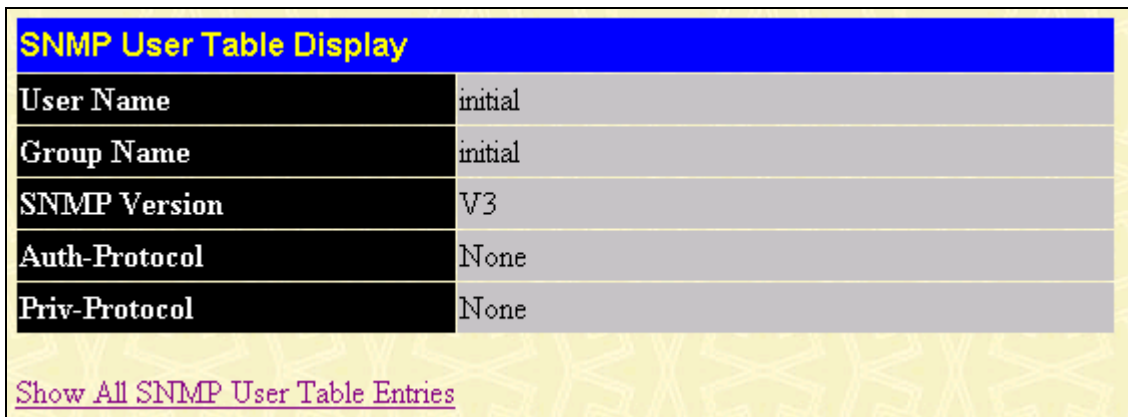 SNMP User Table Display
User Name initial
Group Name initial
SNMP Version V3
Auth-Protocol None
Priv-Protocol None
Show All SNMP User Table Entries